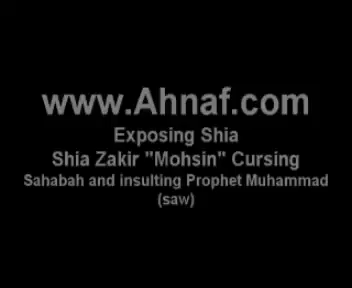 www.Ahnaf.com
Exposing Shia
Shia Zakir "Mohsin" Cursing
Sahabah and insulting Prophet Muhammad
(saw)